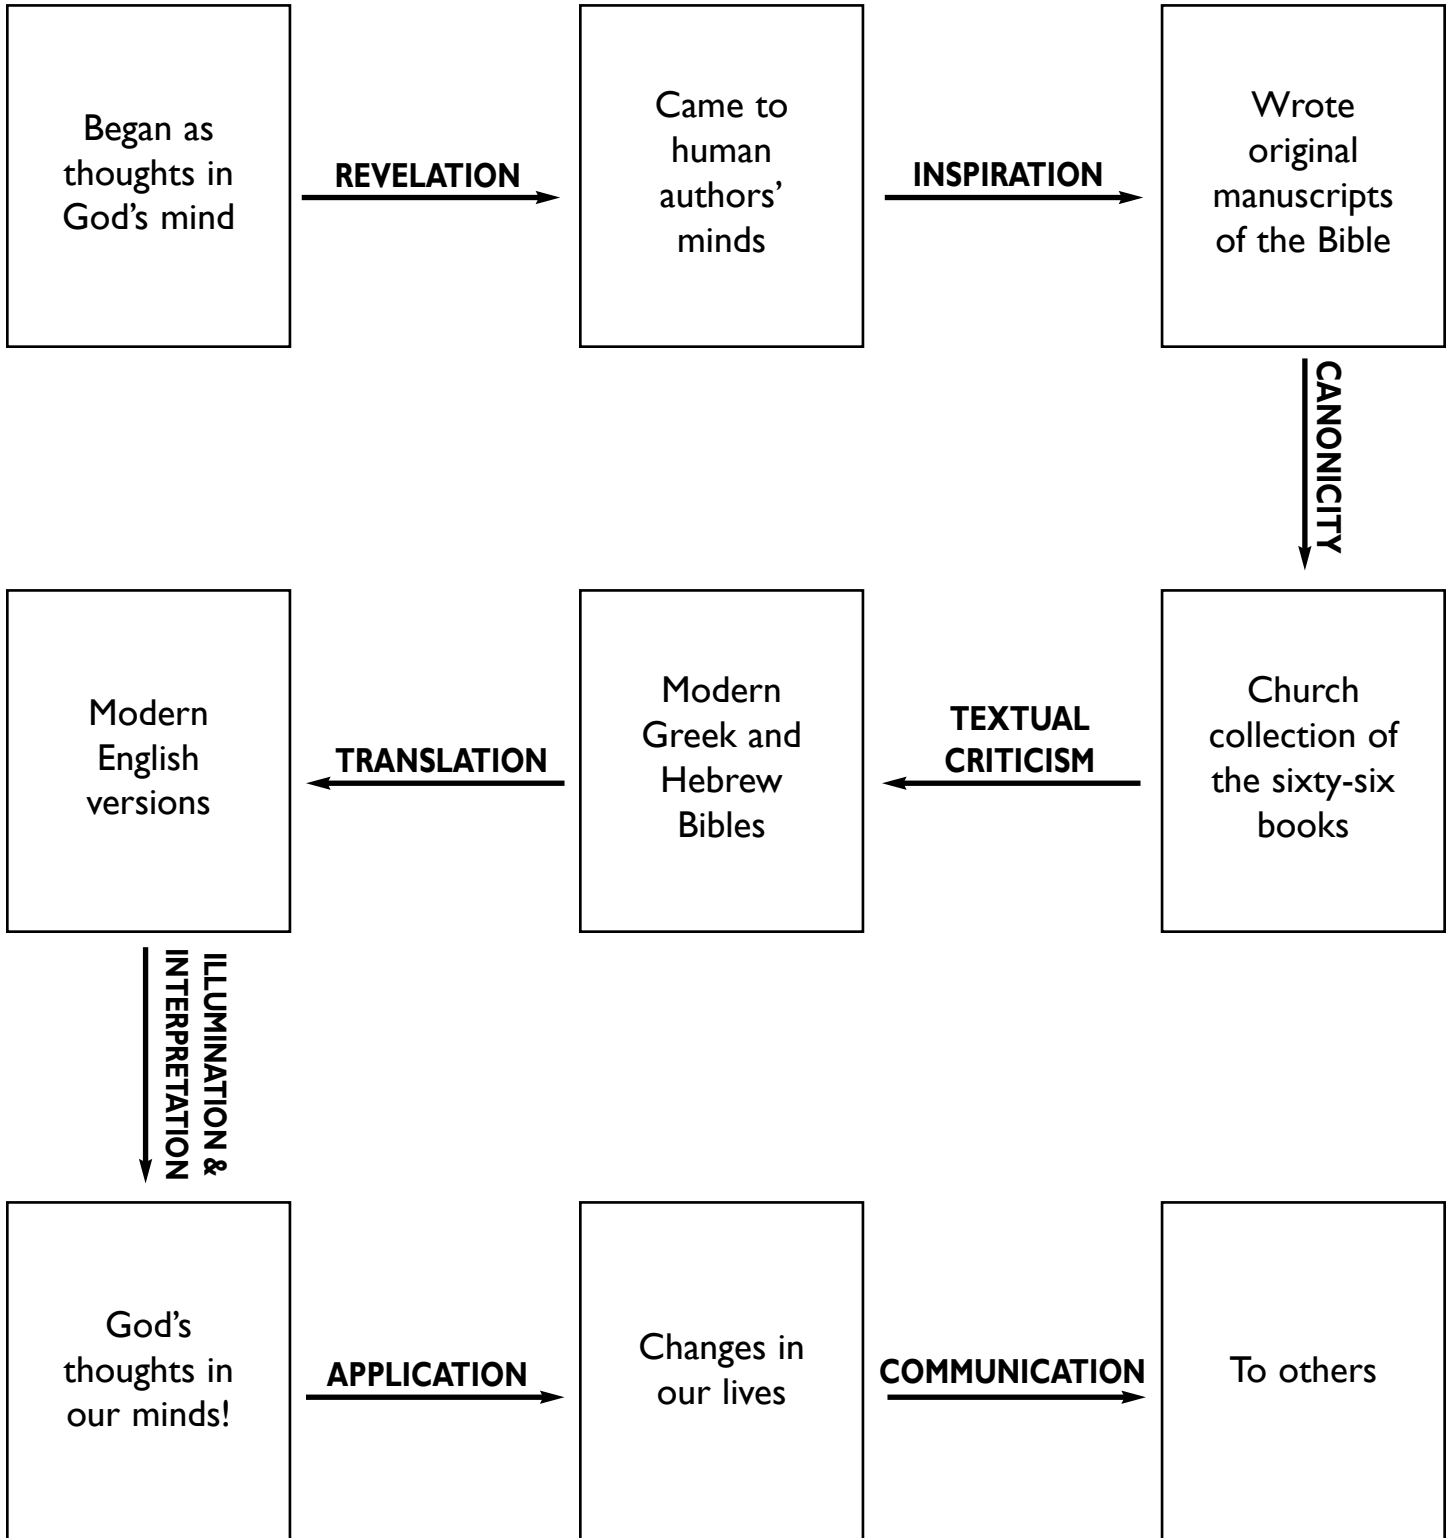 Began as
thoughts in
God's mind
REVELATION
Came to
human
authors'
minds
INSPIRATION
Wrote
original
manuscripts
of the Bible
CANONICITY
Church
collection of
the sixty-six
books
TEXTUAL
CRITICISM
Modern
Greek and
Hebrew
Bibles
TRANSLATION
Modern
English
versions
ILLUMINATION &
INTERPRETATION
God's
thoughts in
our minds!
APPLICATION
Changes in
our lives
COMMUNICATION
To others